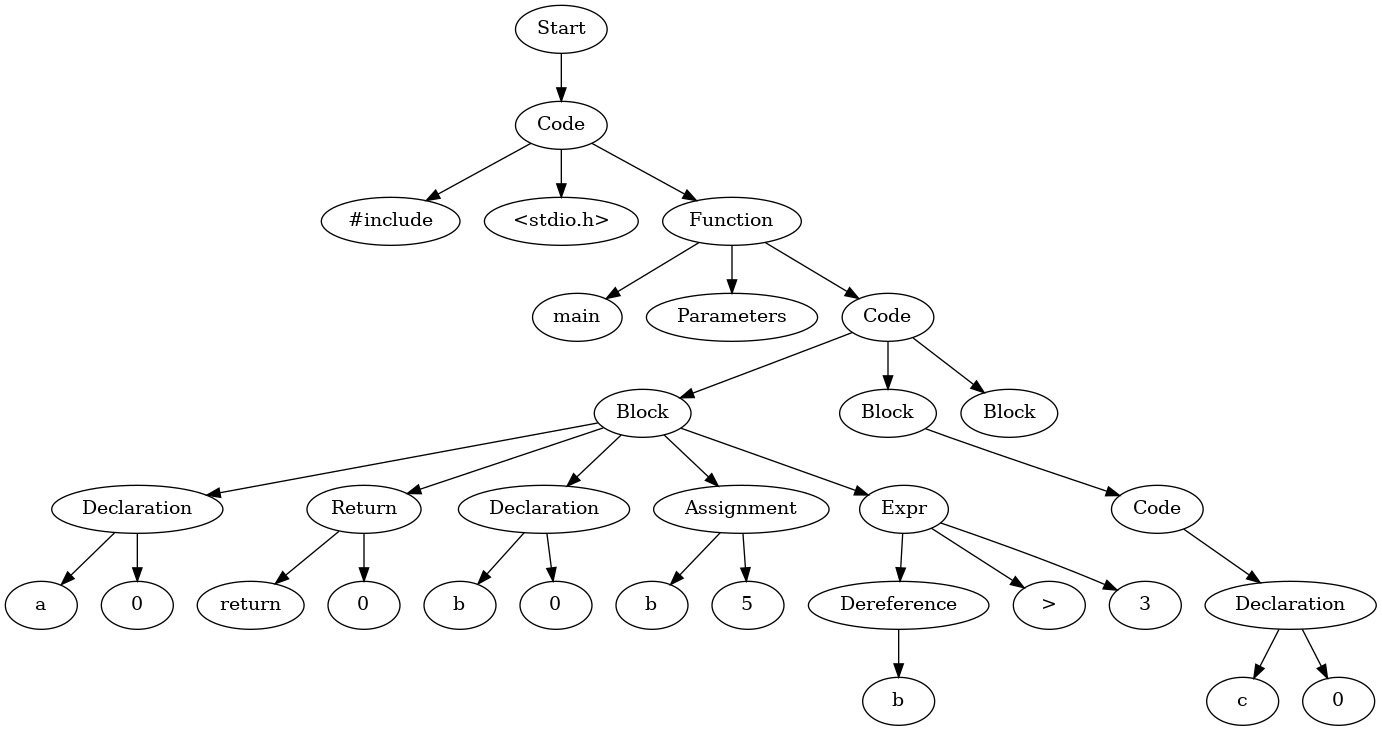 Start
Code
#include
<stdio.h>
Function
main
Parameters
Code
Block
Block
Block
Declaration
Return
Declaration
Assignment
Expr
Code
a
0
return
0
b
0
b
5
Dereference
>
3
Declaration
b
c
0